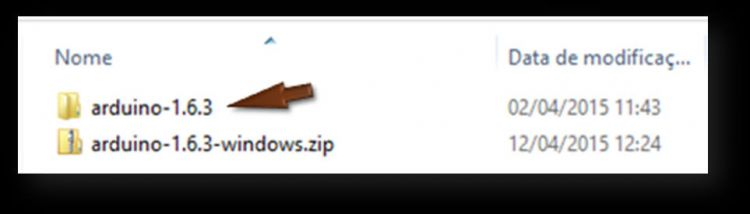 Nome Data de modificaç...
arduino-1.6.3 02/04/2015 11:43
arduino-1.6.3-windows.zip 12/04/2015 12:24